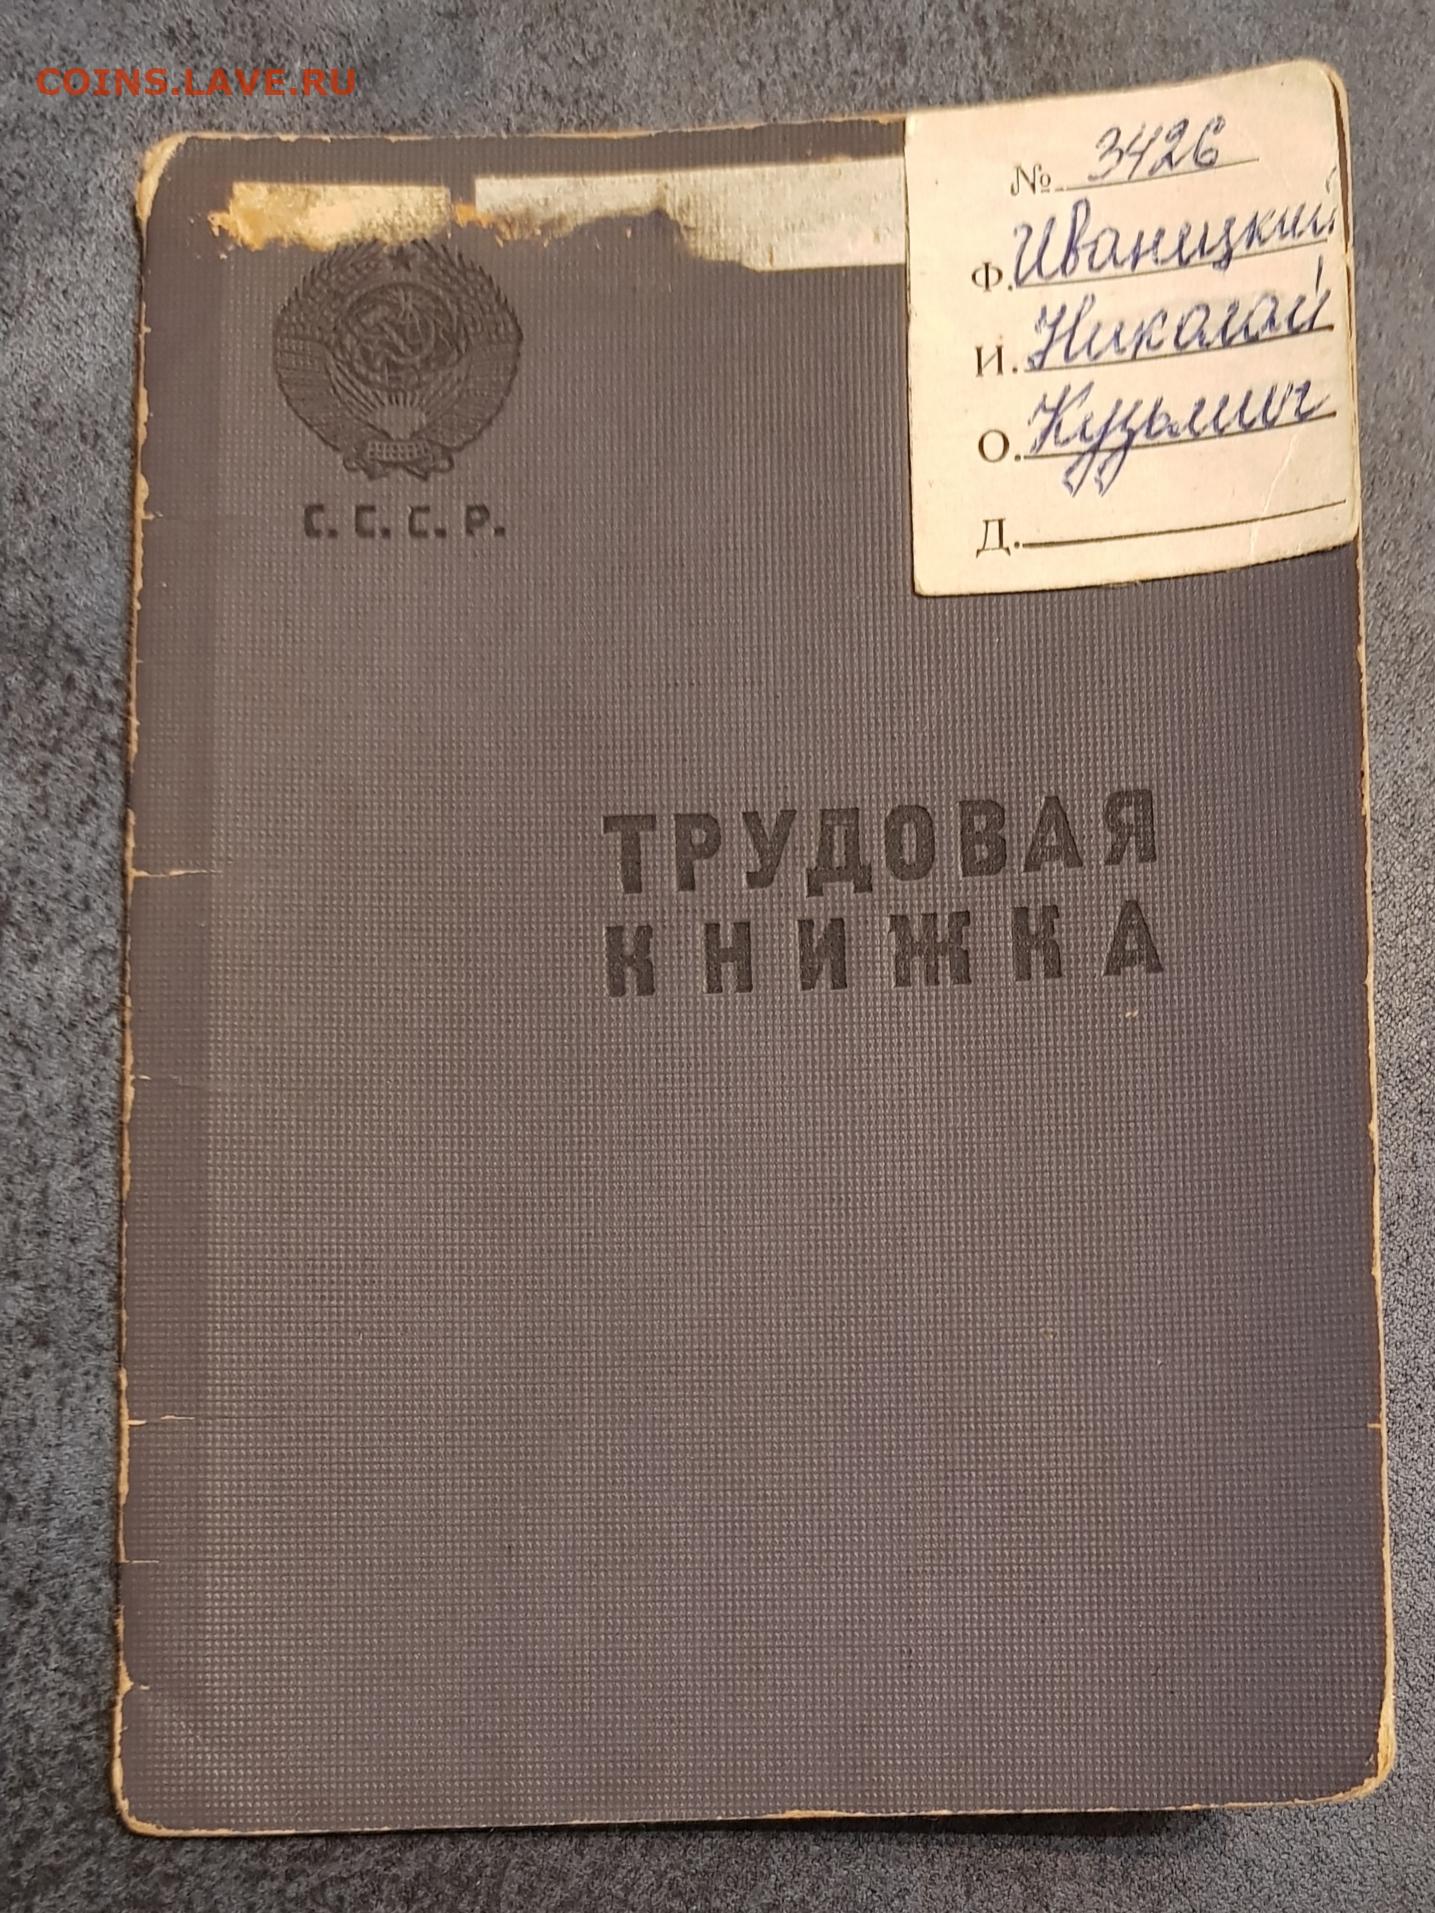 COINS.LAVE.RU
№ 3426
Ф. Иваницкий
И. Николай
О. Кузьмич
Д.
С. С. С. Р.
ТРУДОВАЯ
КНИЖКА